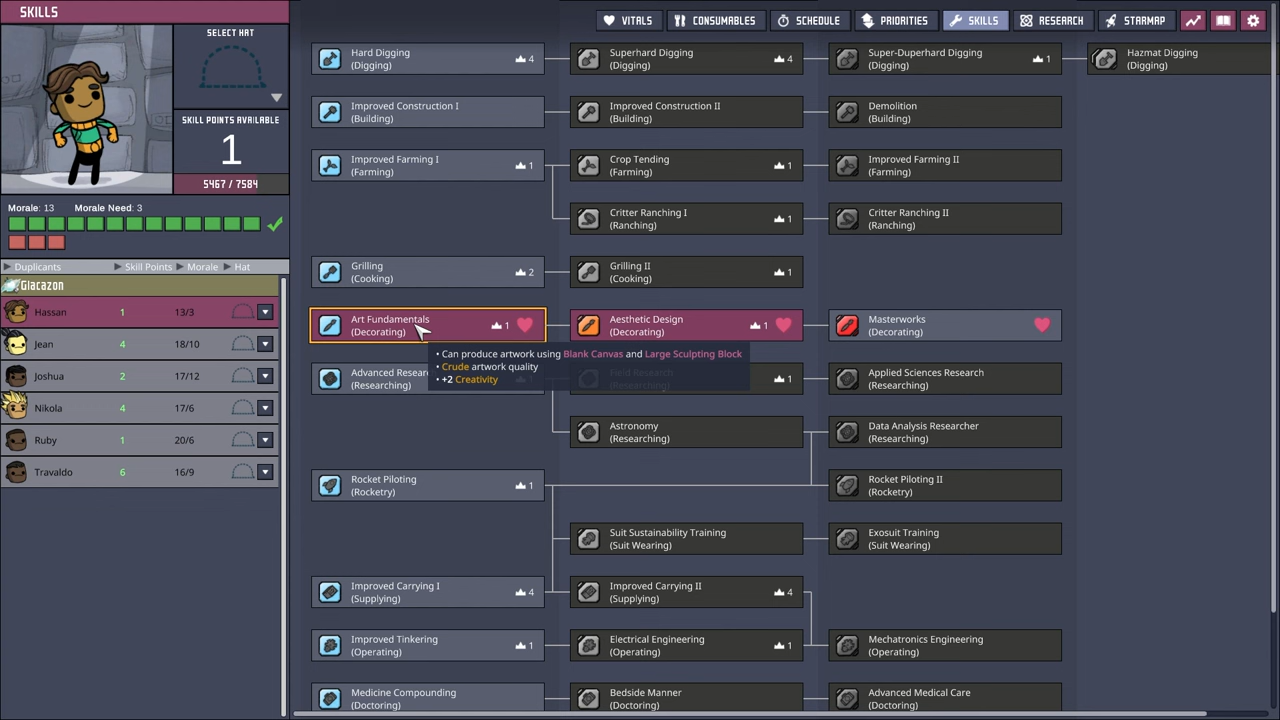 SKILLS
VITALS
CONSUMABLES
SCHEDULE
PRIORITIES
SKILLS
RESEARCH
STARMAP
SELECT HAT
SKILL POINTS AVAILABLE
1
5467 / 7584
Morale: 13 Morale Need: 3
Duplicants Skill Points Morale Hat
Glacazon
Hassan 1 13/3
Jean 4 18/10
Joshua 2 17/12
Nikola 4 17/6
Ruby 1 20/6
Travaldo 6 16/9
Hard Digging
(Digging)
4
Superhard Digging
(Digging)
4
Super-Duperhard Digging
(Digging)
1
Hazmat Digging
(Digging)
Improved Construction I
(Building)
Improved Construction II
(Building)
Demolition
(Building)
Improved Farming I
(Farming)
1
Crop Tending
(Farming)
1
Improved Farming II
(Farming)
Critter Ranching I
(Ranching)
1
Critter Ranching II
(Ranching)
Grilling
(Cooking)
2
Grilling II
(Cooking)
1
Art Fundamentals
(Decorating)
1
Aesthetic Design
(Decorating)
1
Masterworks
(Decorating)
• Can produce artwork using Blank Canvas and Large Sculpting Block
• Crude artwork quality
• +2 Creativity
Advanced Resear
(Researching)
Field Research
(Researching)
1
Applied Sciences Research
(Researching)
Astronomy
(Researching)
Data Analysis Researcher
(Researching)
Rocket Piloting
(Rocketry)
1
Rocket Piloting II
(Rocketry)
Suit Sustainability Training
(Suit Wearing)
Exosuit Training
(Suit Wearing)
Improved Carrying I
(Supplying)
4
Improved Carrying II
(Supplying)
4
Improved Tinkering
(Operating)
1
Electrical Engineering
(Operating)
1
Mechatronics Engineering
(Operating)
Medicine Compounding
(Doctoring)
Bedside Manner
(Doctoring)
Advanced Medical Care
(Doctoring)